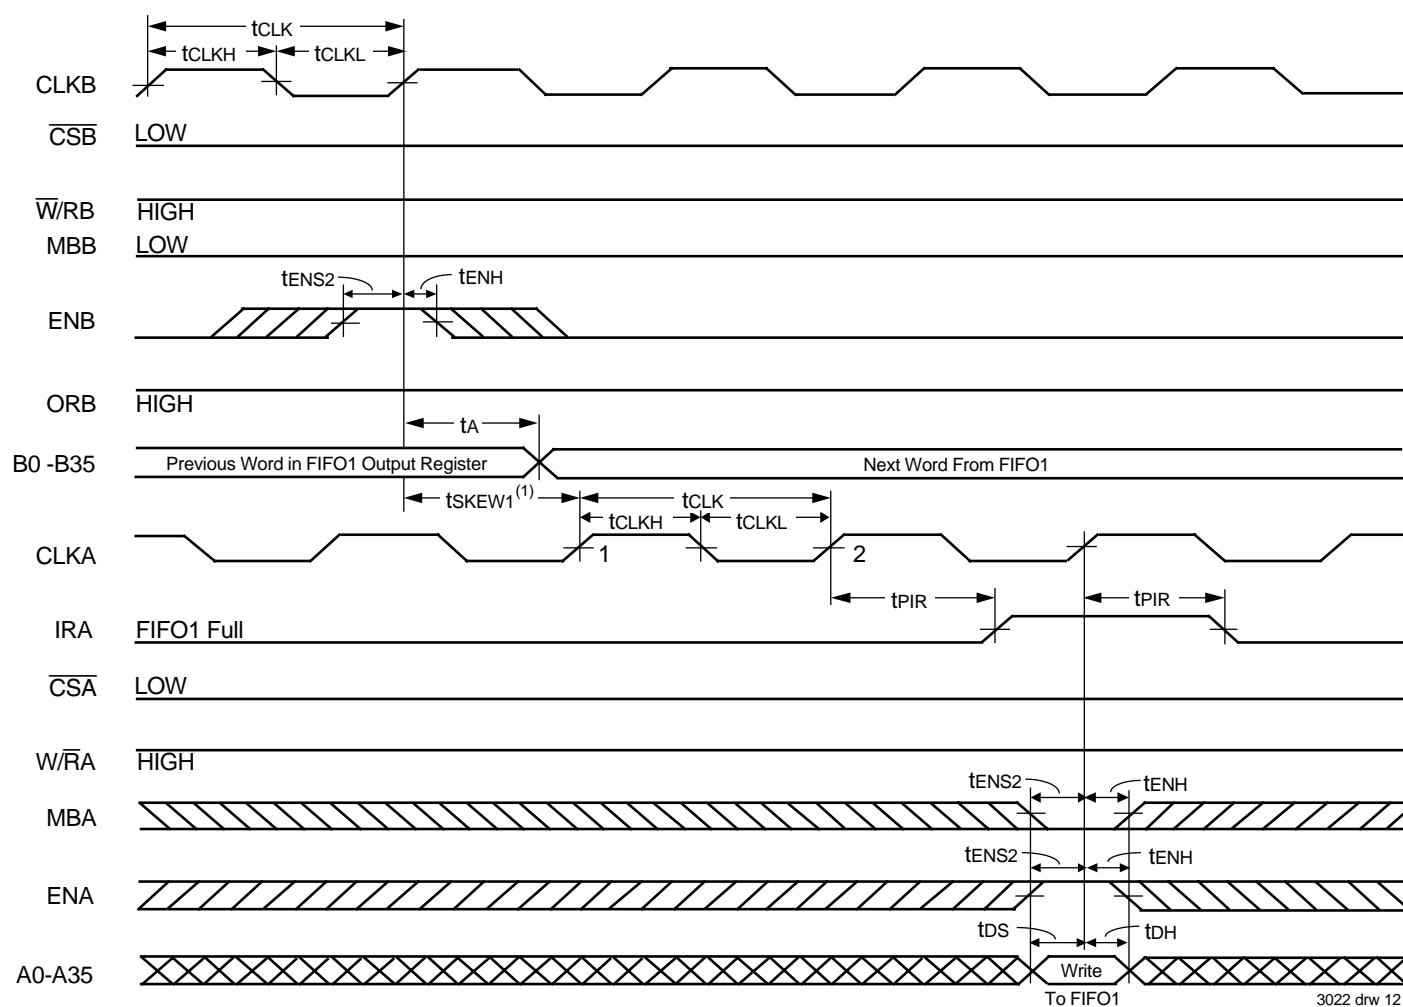 tCLK
tCLKH tCLKL
CLKB
CSB LOW
W/RB HIGH
MBB LOW
tENS2 tENH
ENB
ORB HIGH
tA
B0 -B35 Previous Word in FIFO1 Output Register Next Word From FIFO1
tSKEW1(1) tCLK
tCLKH tCLKL
CLKA 1 2
tPIR tPIR
IRA FIFO1 Full
CSA LOW
W/RA HIGH
tENS2 tENH
MBA
tENS2 tENH
ENA
tDS tDH
A0-A35 Write
To FIFO1 3022 drw 12